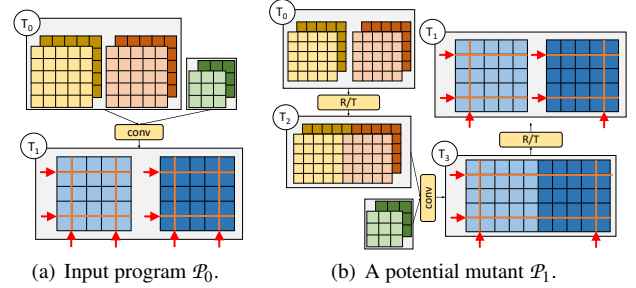 T0
conv
T1
(a) Input program 𝒫0.
T0
R/T
T2
conv
T1
R/T
T3
(b) A potential mutant 𝒫1.